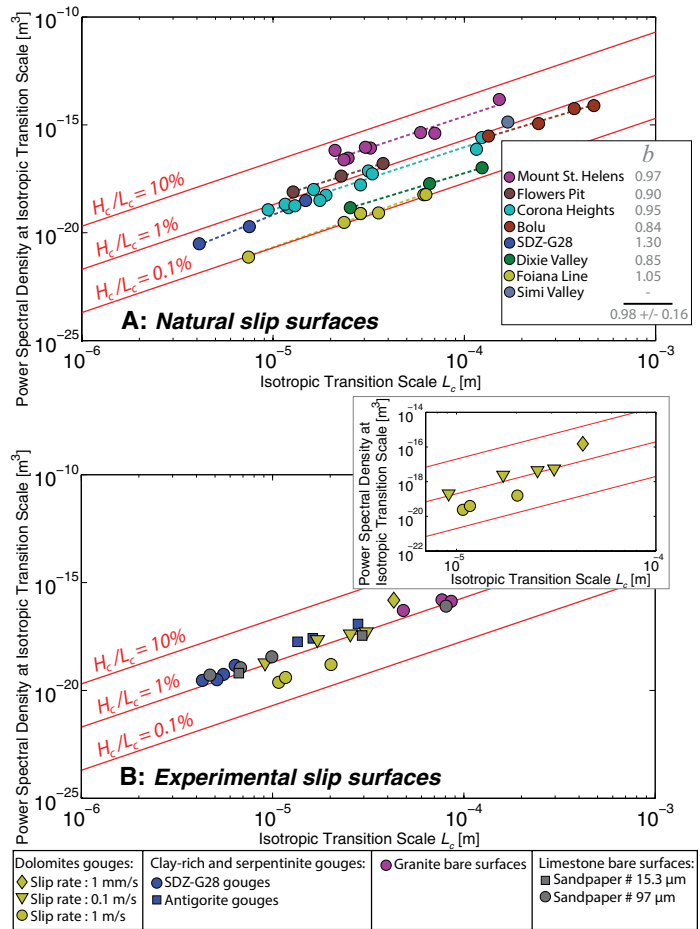 Power Spectral Density at Isotropic Transition Scale [m³]
10⁻¹⁰
10⁻¹⁵
10⁻²⁰
10⁻²⁵
H_c/L_c = 10%
H_c/L_c = 1%
H_c/L_c = 0.1%
A: Natural slip surfaces
b
Mount St. Helens 0.97
Flowers Pit 0.90
Corona Heights 0.95
Bolu 0.84
SDZ-G28 1.30
Dixie Valley 0.85
Foiana Line 1.05
Simi Valley -
0.98 +/- 0.16
10⁻⁶ 10⁻⁵ 10⁻⁴ 10⁻³
Isotropic Transition Scale L_c [m]
Power Spectral Density at
Isotropic Transition Scale [m³]
10⁻¹⁴
10⁻¹⁶
10⁻¹⁸
10⁻²⁰
10⁻²²
10⁻⁵ 10⁻⁴
Isotropic Transition Scale L_c [m]
Power Spectral Density at Isotropic Transition Scale [m³]
10⁻¹⁰
10⁻¹⁵
10⁻²⁰
10⁻²⁵
H_c/L_c = 10%
H_c/L_c = 1%
H_c/L_c = 0.1%
B: Experimental slip surfaces
10⁻⁶ 10⁻⁵ 10⁻⁴ 10⁻³
Isotropic Transition Scale L_c [m]
Dolomites gouges:
Slip rate : 1 mm/s
Slip rate : 0.1 m/s
Slip rate : 1 m/s
Clay-rich and serpentinite gouges:
SDZ-G28 gouges
Antigorite gouges
Granite bare surfaces
Limestone bare surfaces:
Sandpaper # 15.3 µm
Sandpaper # 97 µm